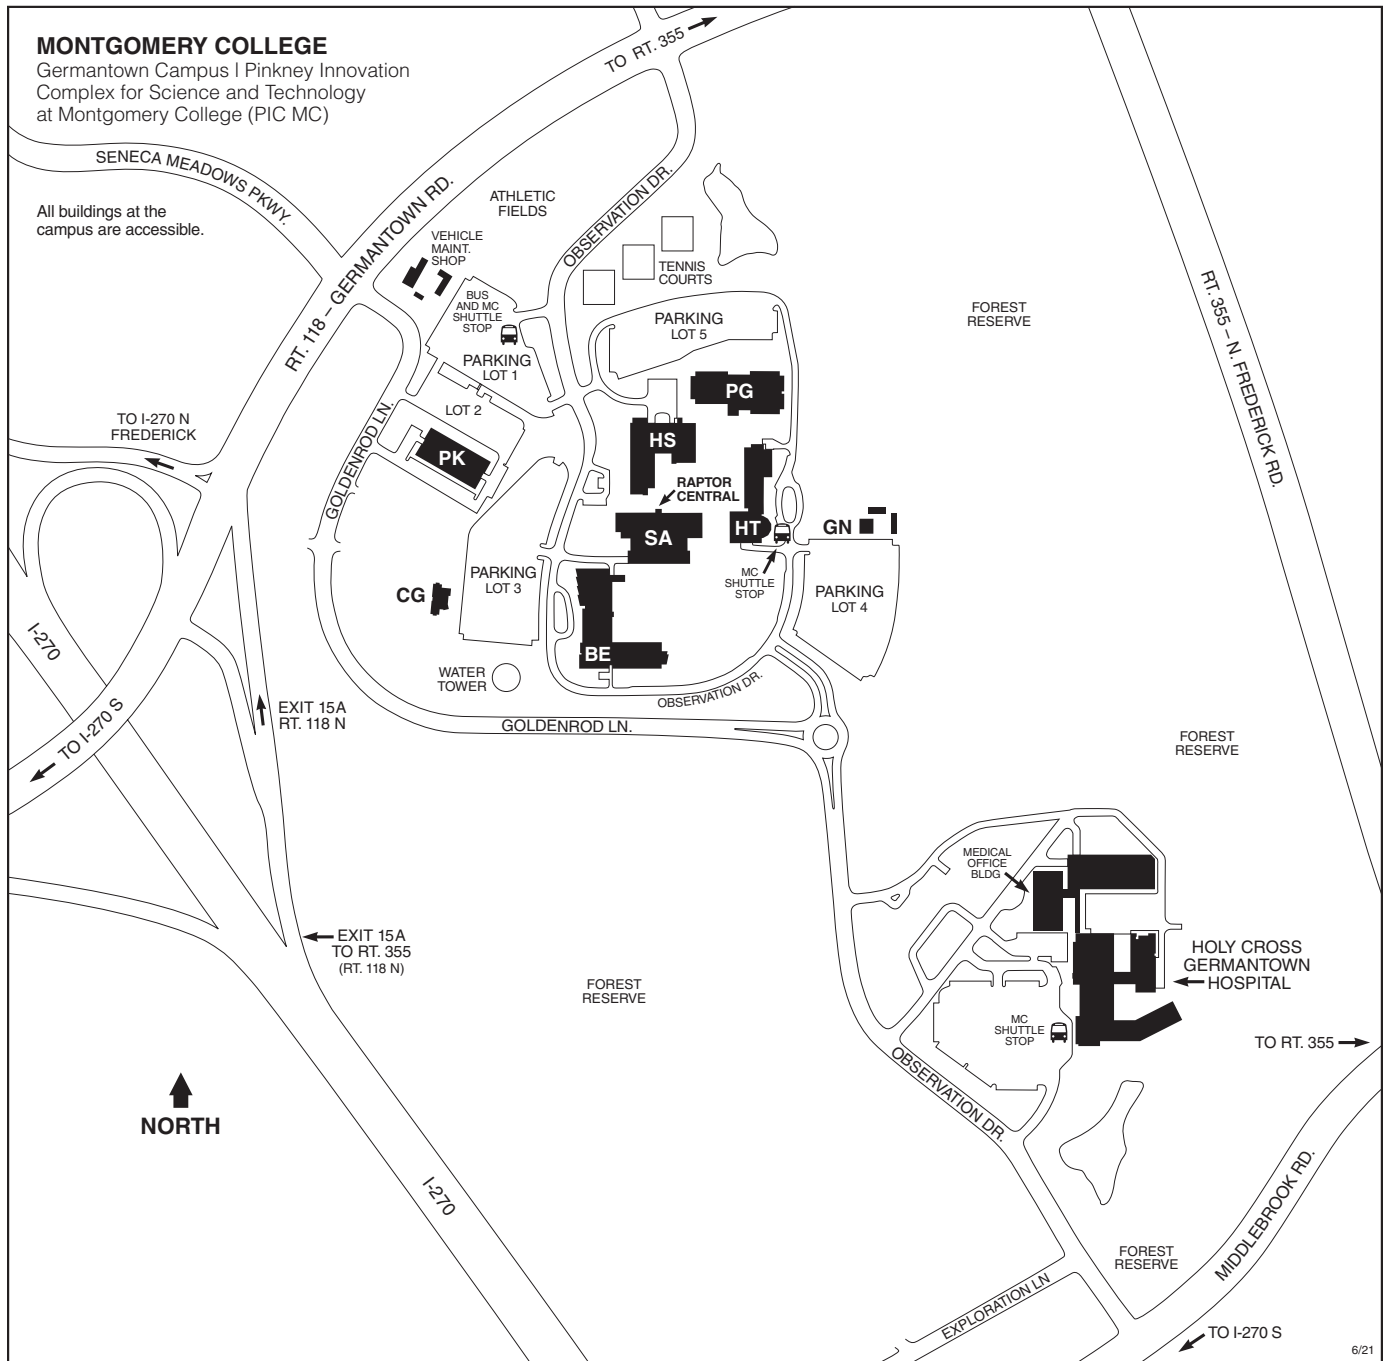 MONTGOMERY COLLEGE
Germantown Campus | Pinkney Innovation
Complex for Science and Technology
at Montgomery College (PIC MC)
TO RT. 355
SENECA MEADOWS PKWY.
All buildings at the
campus are accessible.
RT. 118 – GERMANTOWN RD.
ATHLETIC
FIELDS
OBSERVATION DR.
VEHICLE
MAINT.
SHOP
TENNIS
COURTS
BUS
AND MC
SHUTTLE
STOP
PARKING
LOT 1
PARKING
LOT 5
FOREST
RESERVE
RT. 355 – N. FREDERICK RD.
PG
LOT 2
TO I-270 N
FREDERICK
GOLDENROD LN.
PK
HS
RAPTOR
CENTRAL
SA
HT
GN
MC
SHUTTLE
STOP
PARKING
LOT 3
PARKING
LOT 4
CG
BE
I-270
WATER
TOWER
OBSERVATION DR.
EXIT 15A
RT. 118 N
GOLDENROD LN.
TO I-270 S
FOREST
RESERVE
MEDICAL
OFFICE
BLDG
EXIT 15A
TO RT. 355
(RT. 118 N)
HOLY CROSS
GERMANTOWN
HOSPITAL
FOREST
RESERVE
MC
SHUTTLE
STOP
TO RT. 355
OBSERVATION DR.
NORTH
I-270
MIDDLEBROOK RD.
FOREST
RESERVE
EXPLORATION LN
TO I-270 S
6/21